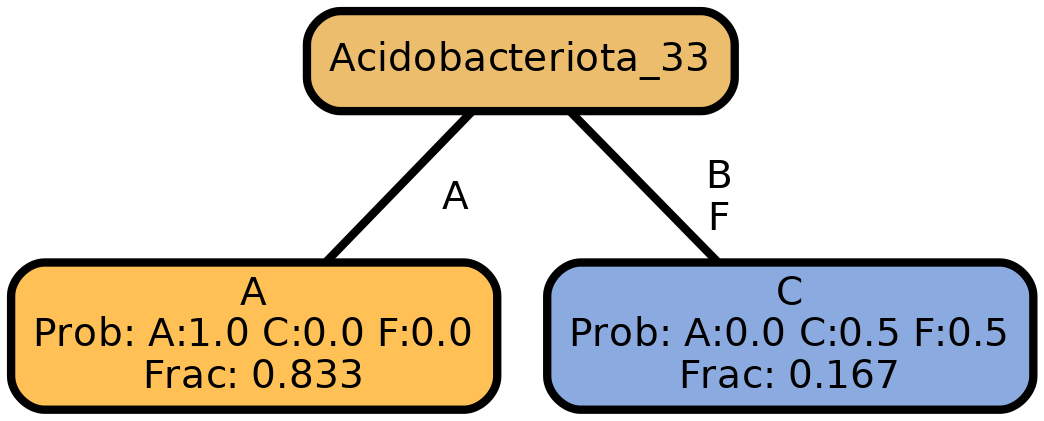 Acidobacteriota_33
A
B
F
A
Prob: A:1.0 C:0.0 F:0.0
Frac: 0.833
C
Prob: A:0.0 C:0.5 F:0.5
Frac: 0.167